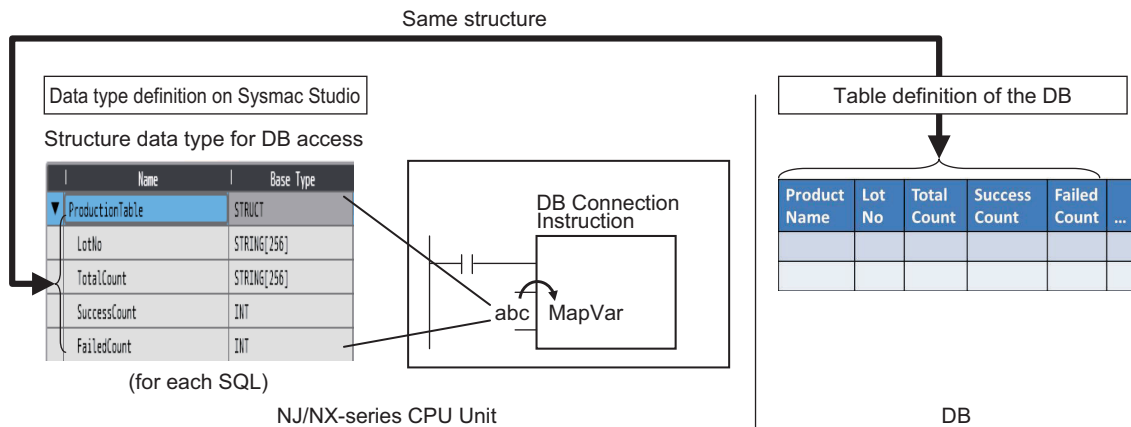 Same structure
Data type definition on Sysmac Studio
Structure data type for DB access
Name Base Type
ProductionTable STRUCT
LotNo STRING[256]
TotalCount STRING[256]
SuccessCount INT
FailedCount INT
(for each SQL)
DB Connection
Instruction
abc MapVar
NJ/NX-series CPU Unit
Table definition of the DB
Product Lot Total Success Failed
Name No Count Count Count ...
DB